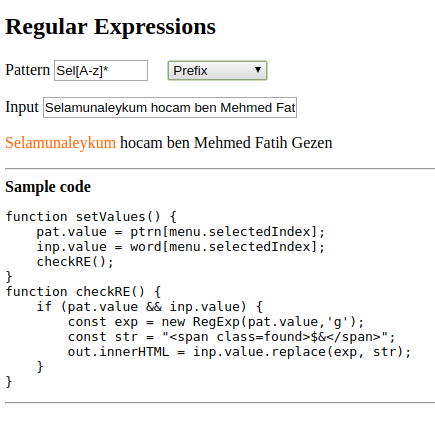 Regular Expressions
Pattern Sel[A-z]* Prefix
Input Selamunaleykum hocam ben Mehmed Fat
Selamunaleykum hocam ben Mehmed Fatih Gezen
Sample code
function setValues() {
    pat.value = ptrn[menu.selectedIndex];
    inp.value = word[menu.selectedIndex];
    checkRE();
}
function checkRE() {
    if (pat.value && inp.value) {
        const exp = new RegExp(pat.value,'g');
        const str = "<span class=found>$&</span>";
        out.innerHTML = inp.value.replace(exp, str);
    }
}